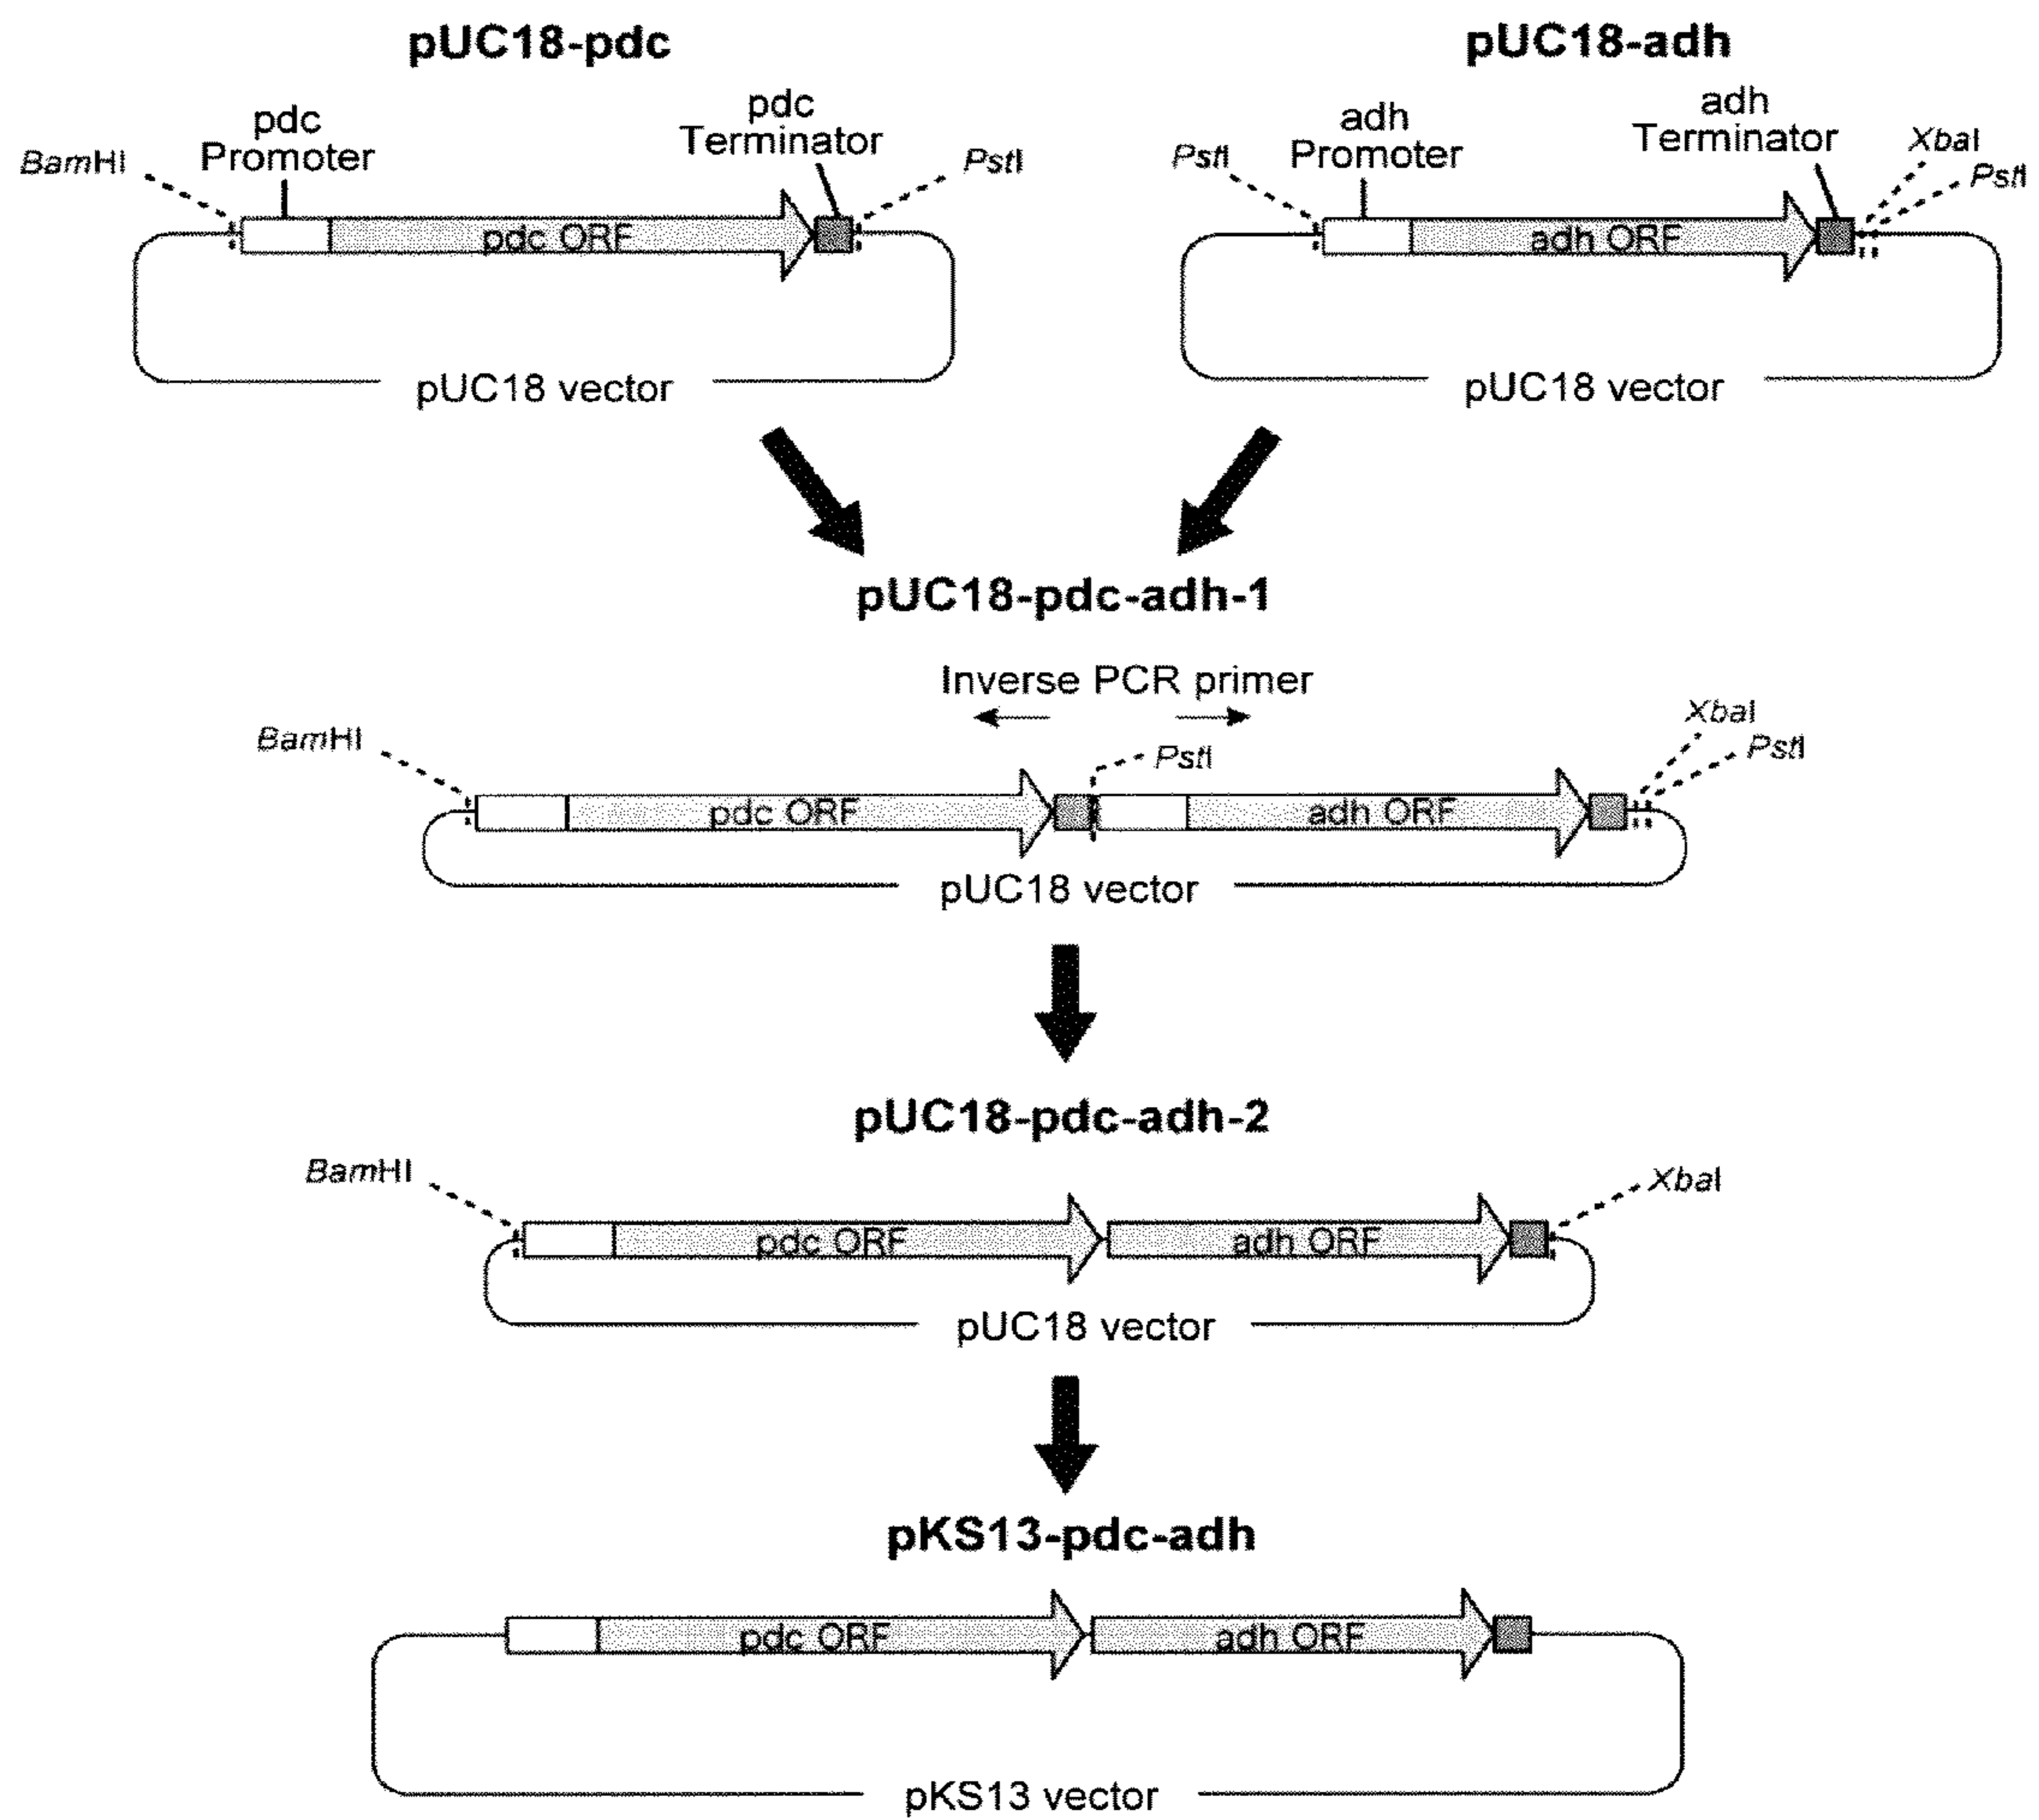 pUC18-pdc
pUC18-adh
BamHI
pdc
Promoter
pdc
Terminator
PstI
PstI
adh
Promoter
adh
Terminator
XbaI
PstI
pdc ORF
adh ORF
pUC18 vector
pUC18 vector
pUC18-pdc-adh-1
Inverse PCR primer
BamHI
PstI
XbaI
PstI
pdc ORF
adh ORF
pUC18 vector
pUC18-pdc-adh-2
BamHI
XbaI
pdc ORF
adh ORF
pUC18 vector
pKS13-pdc-adh
pdc ORF
adh ORF
pKS13 vector